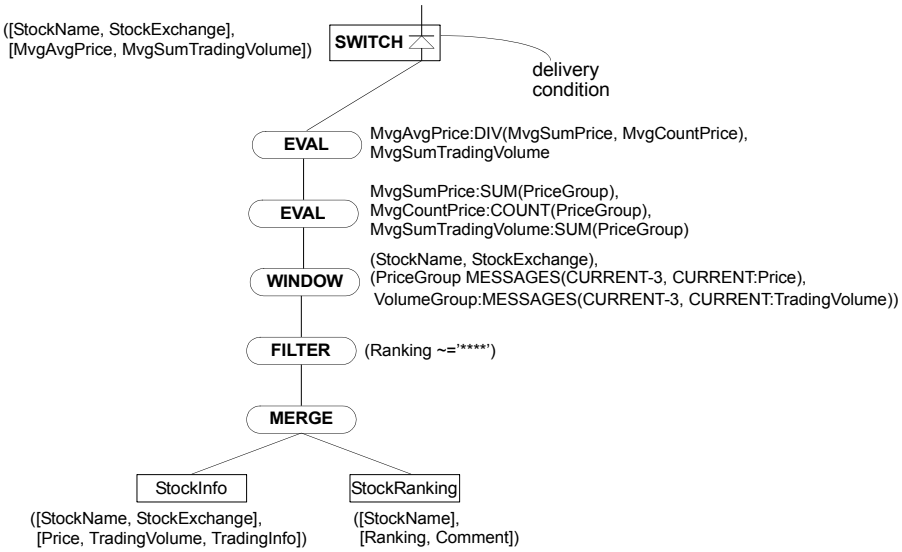 ([StockName, StockExchange],
[MvgAvgPrice, MvgSumTradingVolume])
SWITCH
delivery
condition
EVAL
MvgAvgPrice:DIV(MvgSumPrice, MvgCountPrice),
MvgSumTradingVolume
EVAL
MvgSumPrice:SUM(PriceGroup),
MvgCountPrice:COUNT(PriceGroup),
MvgSumTradingVolume:SUM(PriceGroup)
WINDOW
(StockName, StockExchange),
(PriceGroup MESSAGES(CURRENT-3, CURRENT:Price),
VolumeGroup:MESSAGES(CURRENT-3, CURRENT:TradingVolume))
FILTER
(Ranking ~='****')
MERGE
StockInfo
StockRanking
([StockName, StockExchange],
[Price, TradingVolume, TradingInfo])
([StockName],
[Ranking, Comment])